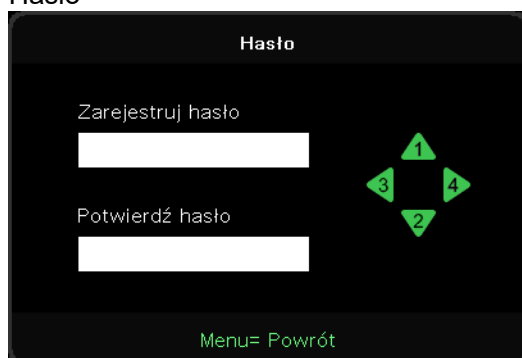 Hasło
Zarejestruj hasło
1
3 4
Potwierdź hasło
2
Menu= Powrót